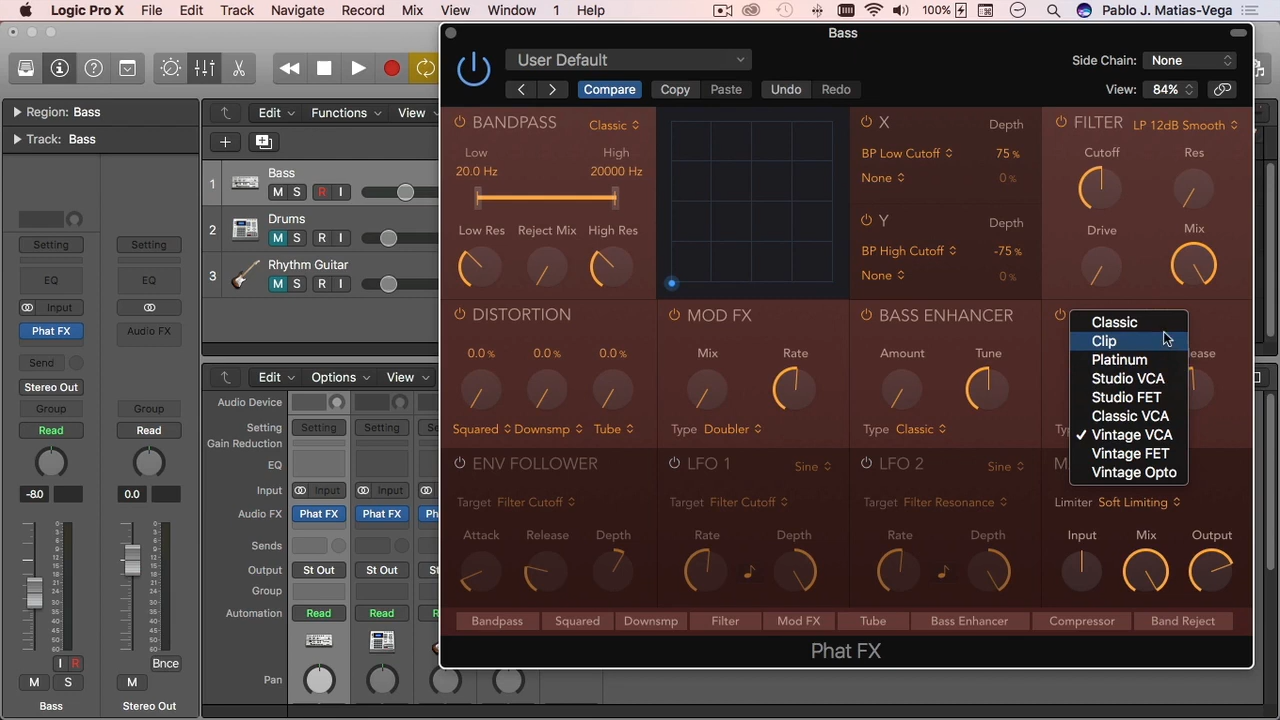 Logic Pro X File Edit Track Navigate Record Mix View Window 1 Help 100% Pablo J. Matias-Vega
Bass
User Default Side Chain: None
Compare Copy Paste Undo Redo View: 84%
Region: Bass
Track: Bass
Edit Functions View
1 Bass
M S R I
2 Drums
M S R I
3 Rhythm Guitar
M S R I
Setting Setting
EQ EQ
Input
Phat FX Audio FX
Send
Stereo Out
Group Group
Read Read
-8.0 0.0
I R Bnce
M S M
Bass Stereo Out
Edit Options View
Audio Device
Setting Setting Setting
Gain Reduction
EQ
Input Input Input
Audio FX Phat FX Phat FX
Sends
Output St Out St Out
Group
Automation Read Read
Pan
BANDPASS Classic
Low High
20.0 Hz 20000 Hz
Low Res Reject Mix High Res
X Depth
BP Low Cutoff 75 %
None 0 %
Y Depth
BP High Cutoff -75 %
None 0 %
FILTER LP 12dB Smooth
Cutoff Res
Drive Mix
DISTORTION
0.0 % 0.0 % 0.0 %
Squared Downsmp Tube
MOD FX
Mix Rate
Type Doubler
BASS ENHANCER
Amount Tune
Type Classic
Classic
Clip
Platinum
Studio VCA
Studio FET
Classic VCA
✓ Vintage VCA
Vintage FET
Vintage Opto
ENV FOLLOWER
Target Filter Cutoff
Attack Release Depth
LFO 1 Sine
Target Filter Cutoff
Rate Depth
LFO 2 Sine
Target Filter Resonance
Rate Depth
Limiter Soft Limiting
Input Mix Output
Bandpass Squared Downsmp Filter Mod FX Tube Bass Enhancer Compressor Band Reject
Phat FX